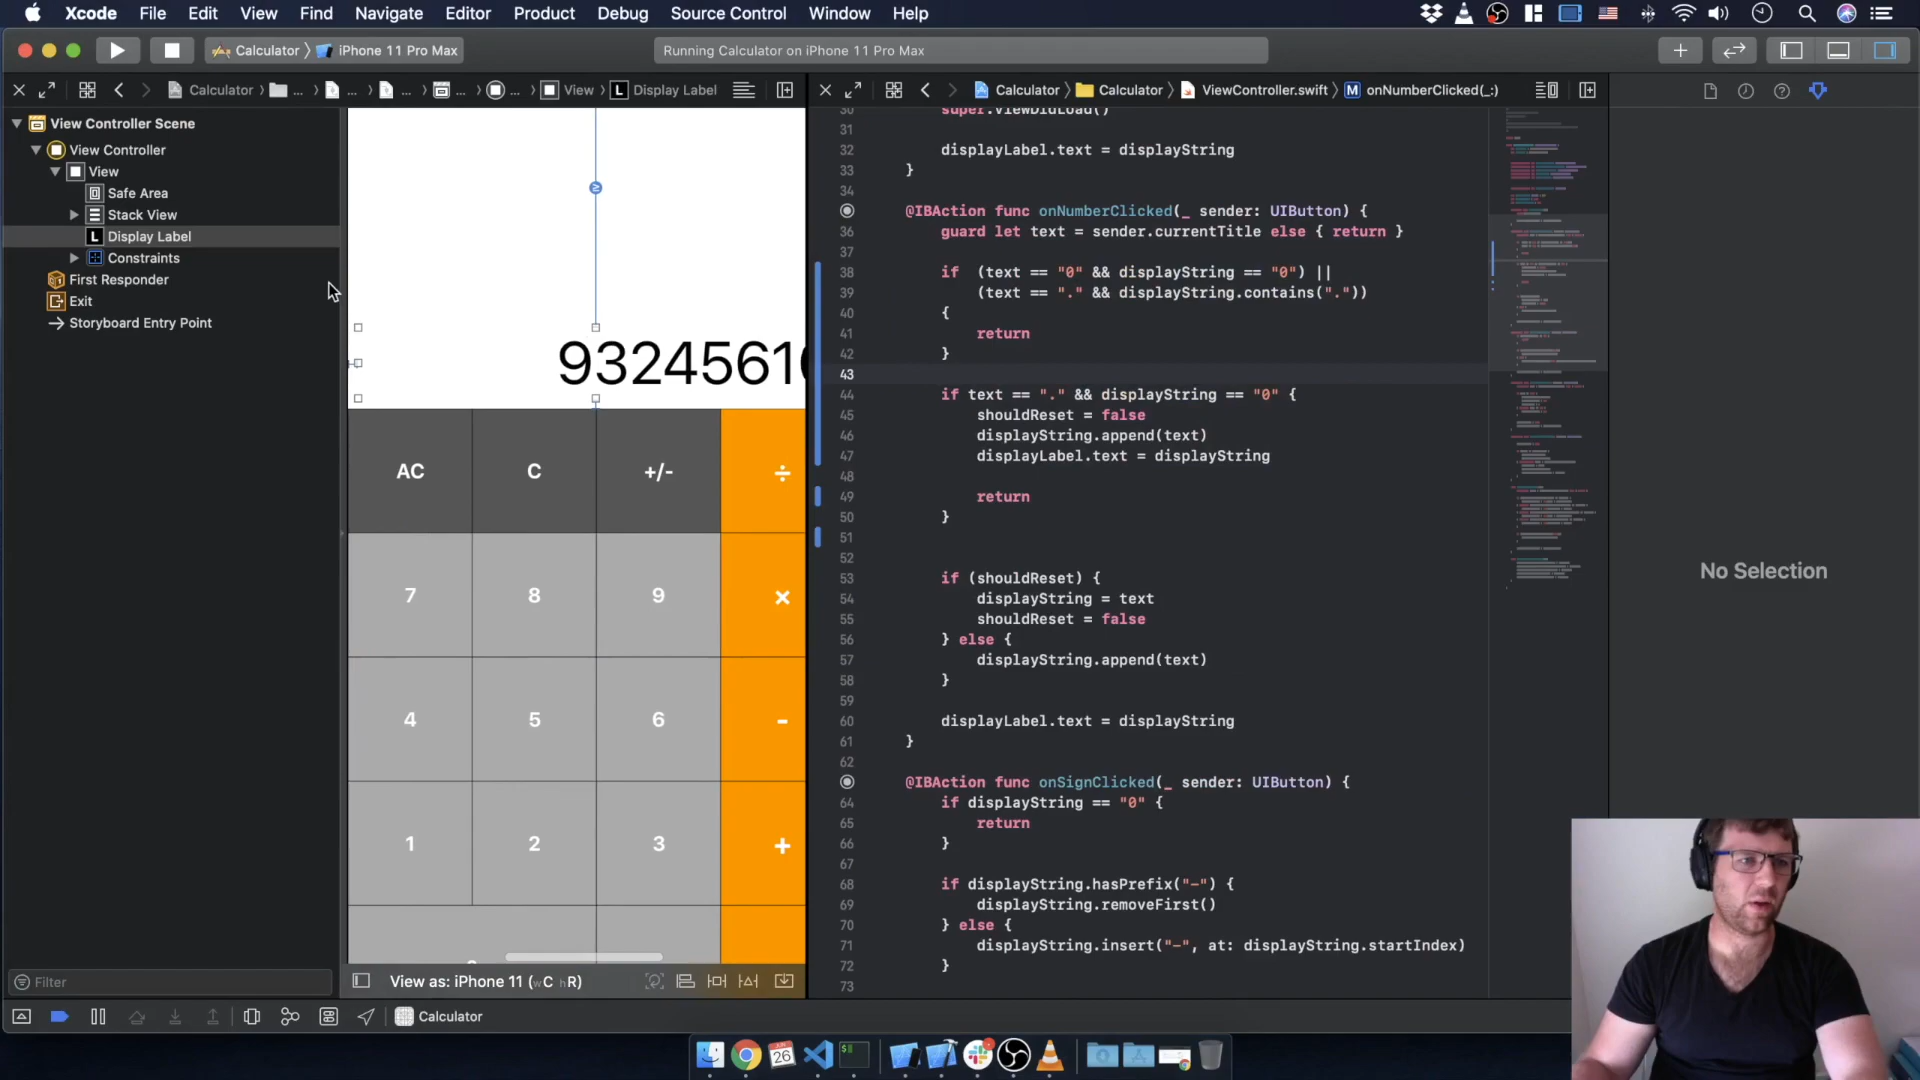 Xcode File Edit View Find Navigate Editor Product Debug Source Control Window Help
Calculator iPhone 11 Pro Max
Running Calculator on iPhone 11 Pro Max
Calculator ... ... ... ... ... View L Display Label
Calculator Calculator ViewController.swift M onNumberClicked(_:)
View Controller Scene
View Controller
View
Safe Area
Stack View
L Display Label
Constraints
First Responder
Exit
Storyboard Entry Point
Filter
≥
9324561
AC C +/- ÷
7 8 9 ×
4 5 6 -
1 2 3 +
View as: iPhone 11 (wC hR)
30 super.viewDidLoad()
31
32 displayLabel.text = displayString
33 }
34
@IBAction func onNumberClicked(_ sender: UIButton) {
36 guard let text = sender.currentTitle else { return }
37
38 if (text == "0" && displayString == "0") ||
39 (text == "." && displayString.contains("."))
40 {
41 return
42 }
43
44 if text == "." && displayString == "0" {
45 shouldReset = false
46 displayString.append(text)
47 displayLabel.text = displayString
48
49 return
50 }
51
52
53 if (shouldReset) {
54 displayString = text
55 shouldReset = false
56 } else {
57 displayString.append(text)
58 }
59
60 displayLabel.text = displayString
61 }
62
@IBAction func onSignClicked(_ sender: UIButton) {
64 if displayString == "0" {
65 return
66 }
67
68 if displayString.hasPrefix("-") {
69 displayString.removeFirst()
70 } else {
71 displayString.insert("-", at: displayString.startIndex)
72 }
73
No Selection
Calculator
26